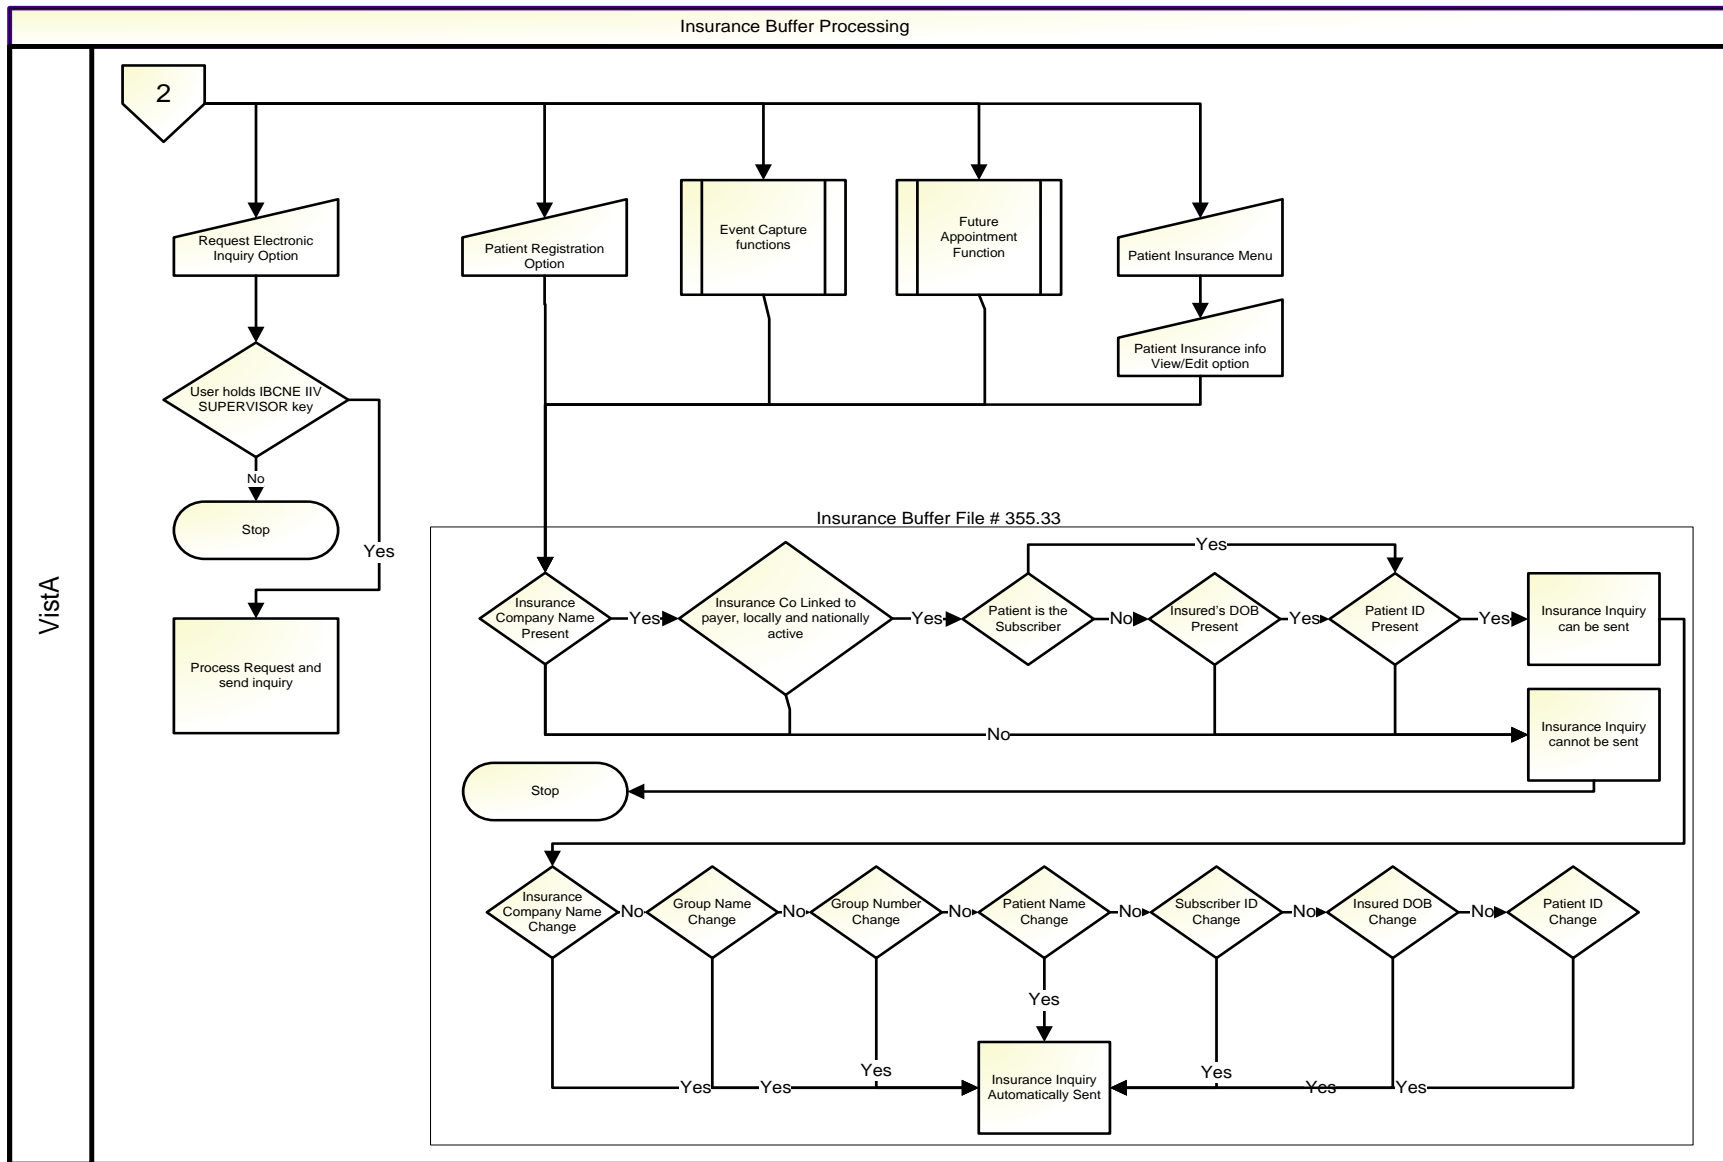 Insurance Buffer Processing
VistA
2
Request Electronic
Inquiry Option
Patient Registration
Option
Event Capture
functions
Future
Appointment
Function
Patient Insurance Menu
Patient Insurance info
View/Edit option
User holds IBCNE IIV
SUPERVISOR key
No
Stop
Yes
Process Request and
send inquiry
Insurance Buffer File # 355.33
Insurance
Company Name
Present
Yes
Insurance Co Linked to
payer, locally and nationally
active
Yes
Patient is the
Subscriber
Yes
No
Insured's DOB
Present
Yes
Patient ID
Present
Yes
Insurance Inquiry
can be sent
No
Insurance Inquiry
cannot be sent
Stop
Insurance
Company Name
Change
No
Group Name
Change
No
Group Number
Change
No
Patient Name
Change
No
Subscriber ID
Change
No
Insured DOB
Change
No
Patient ID
Change
Yes
Yes
Yes
Yes
Yes
Yes
Yes
Insurance Inquiry
Automatically Sent